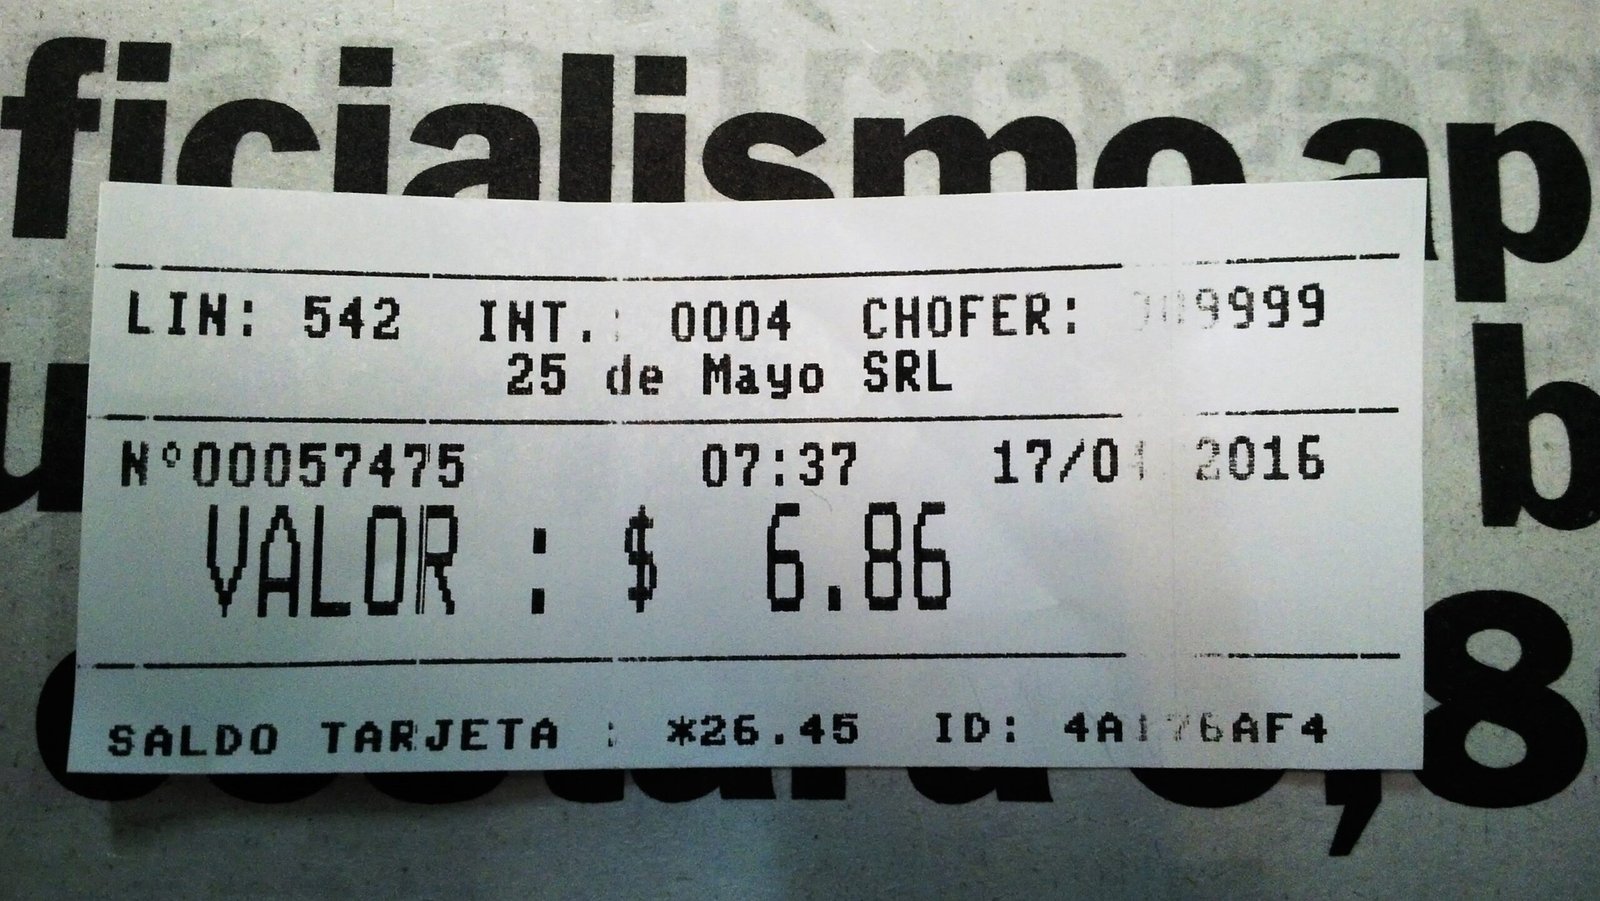 ficialismo ap
LIN: 542 INT.: 0004 CHOFER:
25 de Mayo SRL
b
N°00057475 07:37 2016
VALOR : $ 6.86
8
SALDO TARJETA : *26.45 ID: